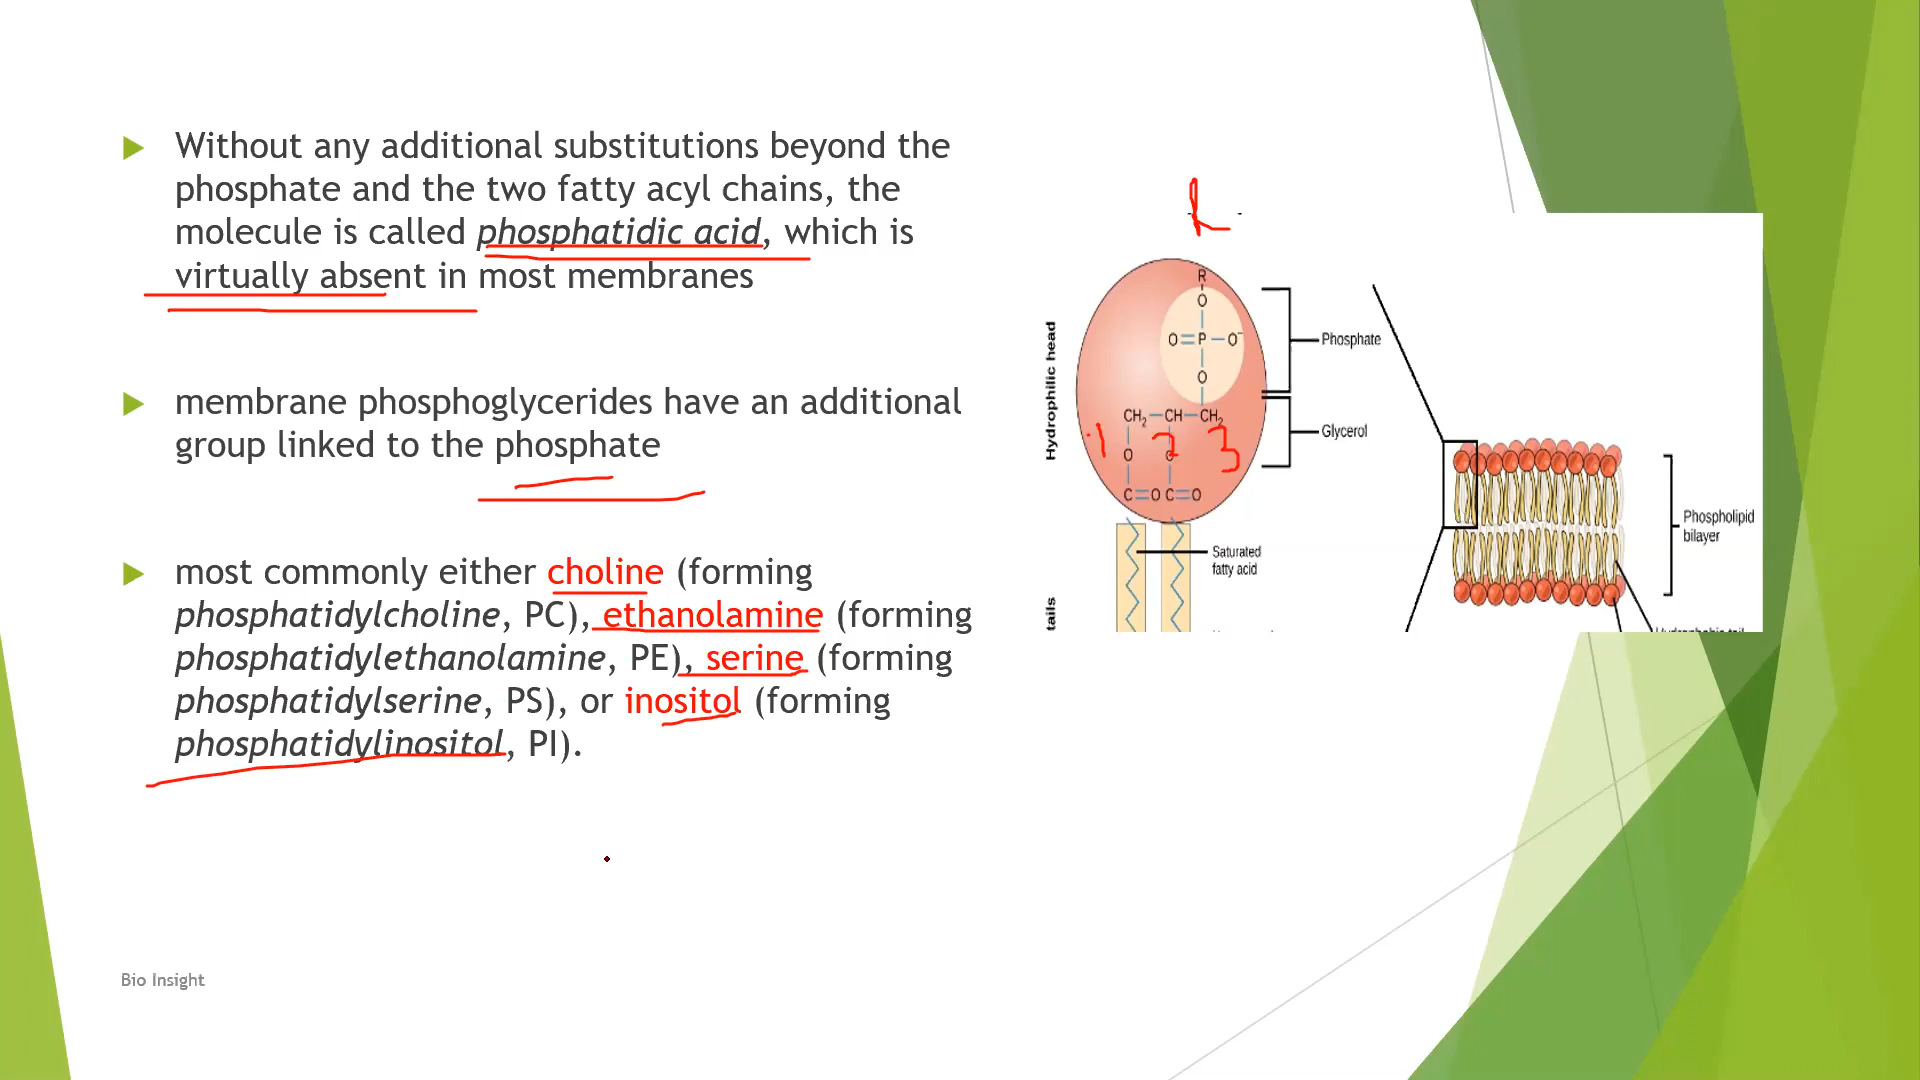 Without any additional substitutions beyond the
phosphate and the two fatty acyl chains, the
molecule is called phosphatidic acid, which is
virtually absent in most membranes
membrane phosphoglycerides have an additional
group linked to the phosphate
most commonly either choline (forming
phosphatidylcholine, PC), ethanolamine (forming
phosphatidylethanolamine, PE), serine (forming
phosphatidylserine, PS), or inositol (forming
phosphatidylinositol, PI).
Bio Insight
Hydrophilic head
tails
R
O
O=P—O⁻
O
CH₂—CH—CH₂
1 2 3
O O
C=O C=O
Phosphate
Glycerol
Saturated
fatty acid
Phospholipid
bilayer